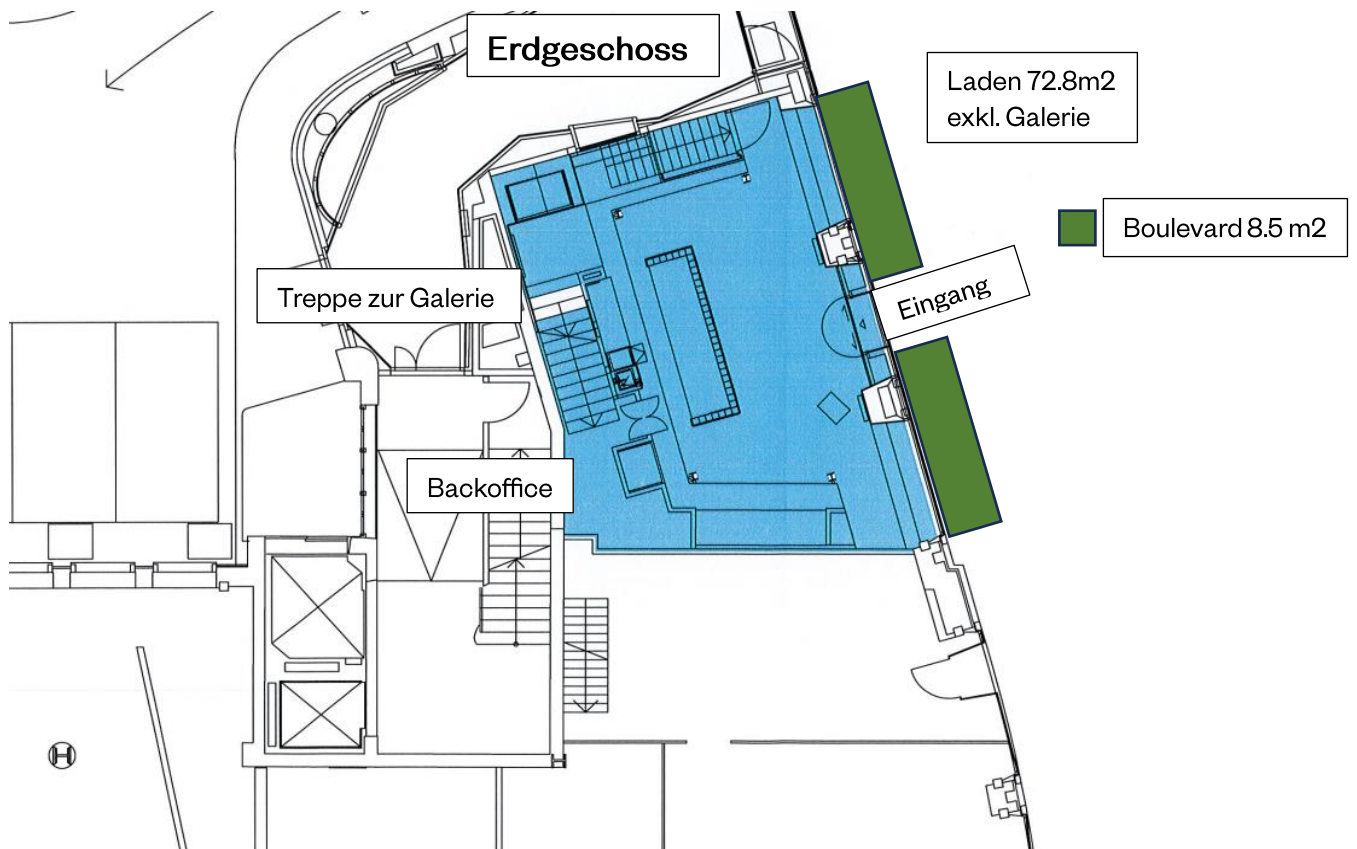 Erdgeschoss
Laden 72.8m2
exkl. Galerie
Boulevard 8.5 m2
Eingang
Treppe zur Galerie
Backoffice
H